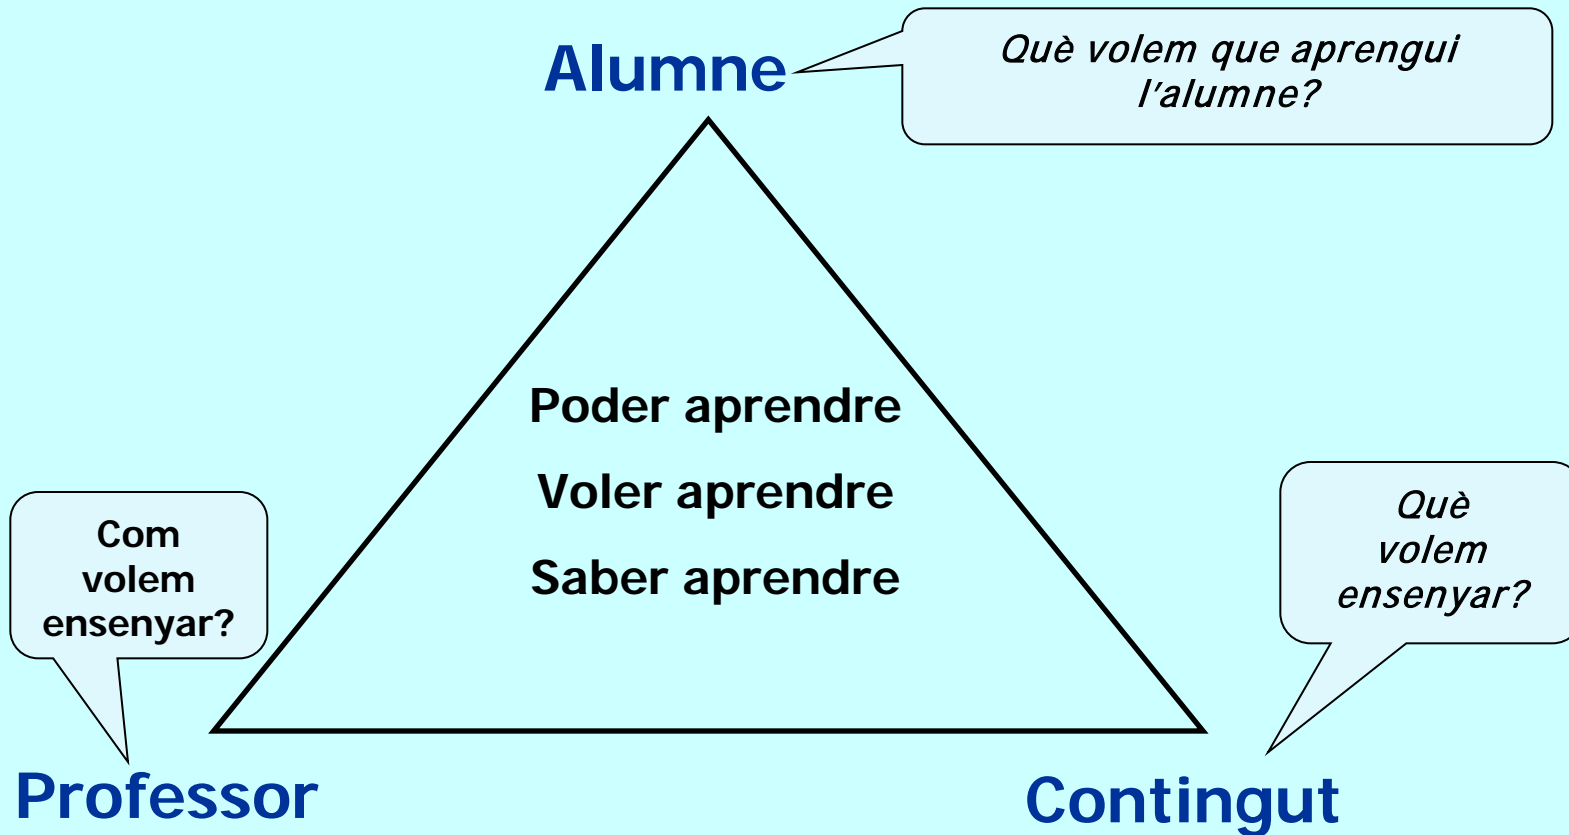 Alumne
Què volem que aprengui
l'alumne?
Poder aprendre
Voler aprendre
Saber aprendre
Com
volem
ensenyar?
Què
volem
ensenyar?
Professor
Contingut